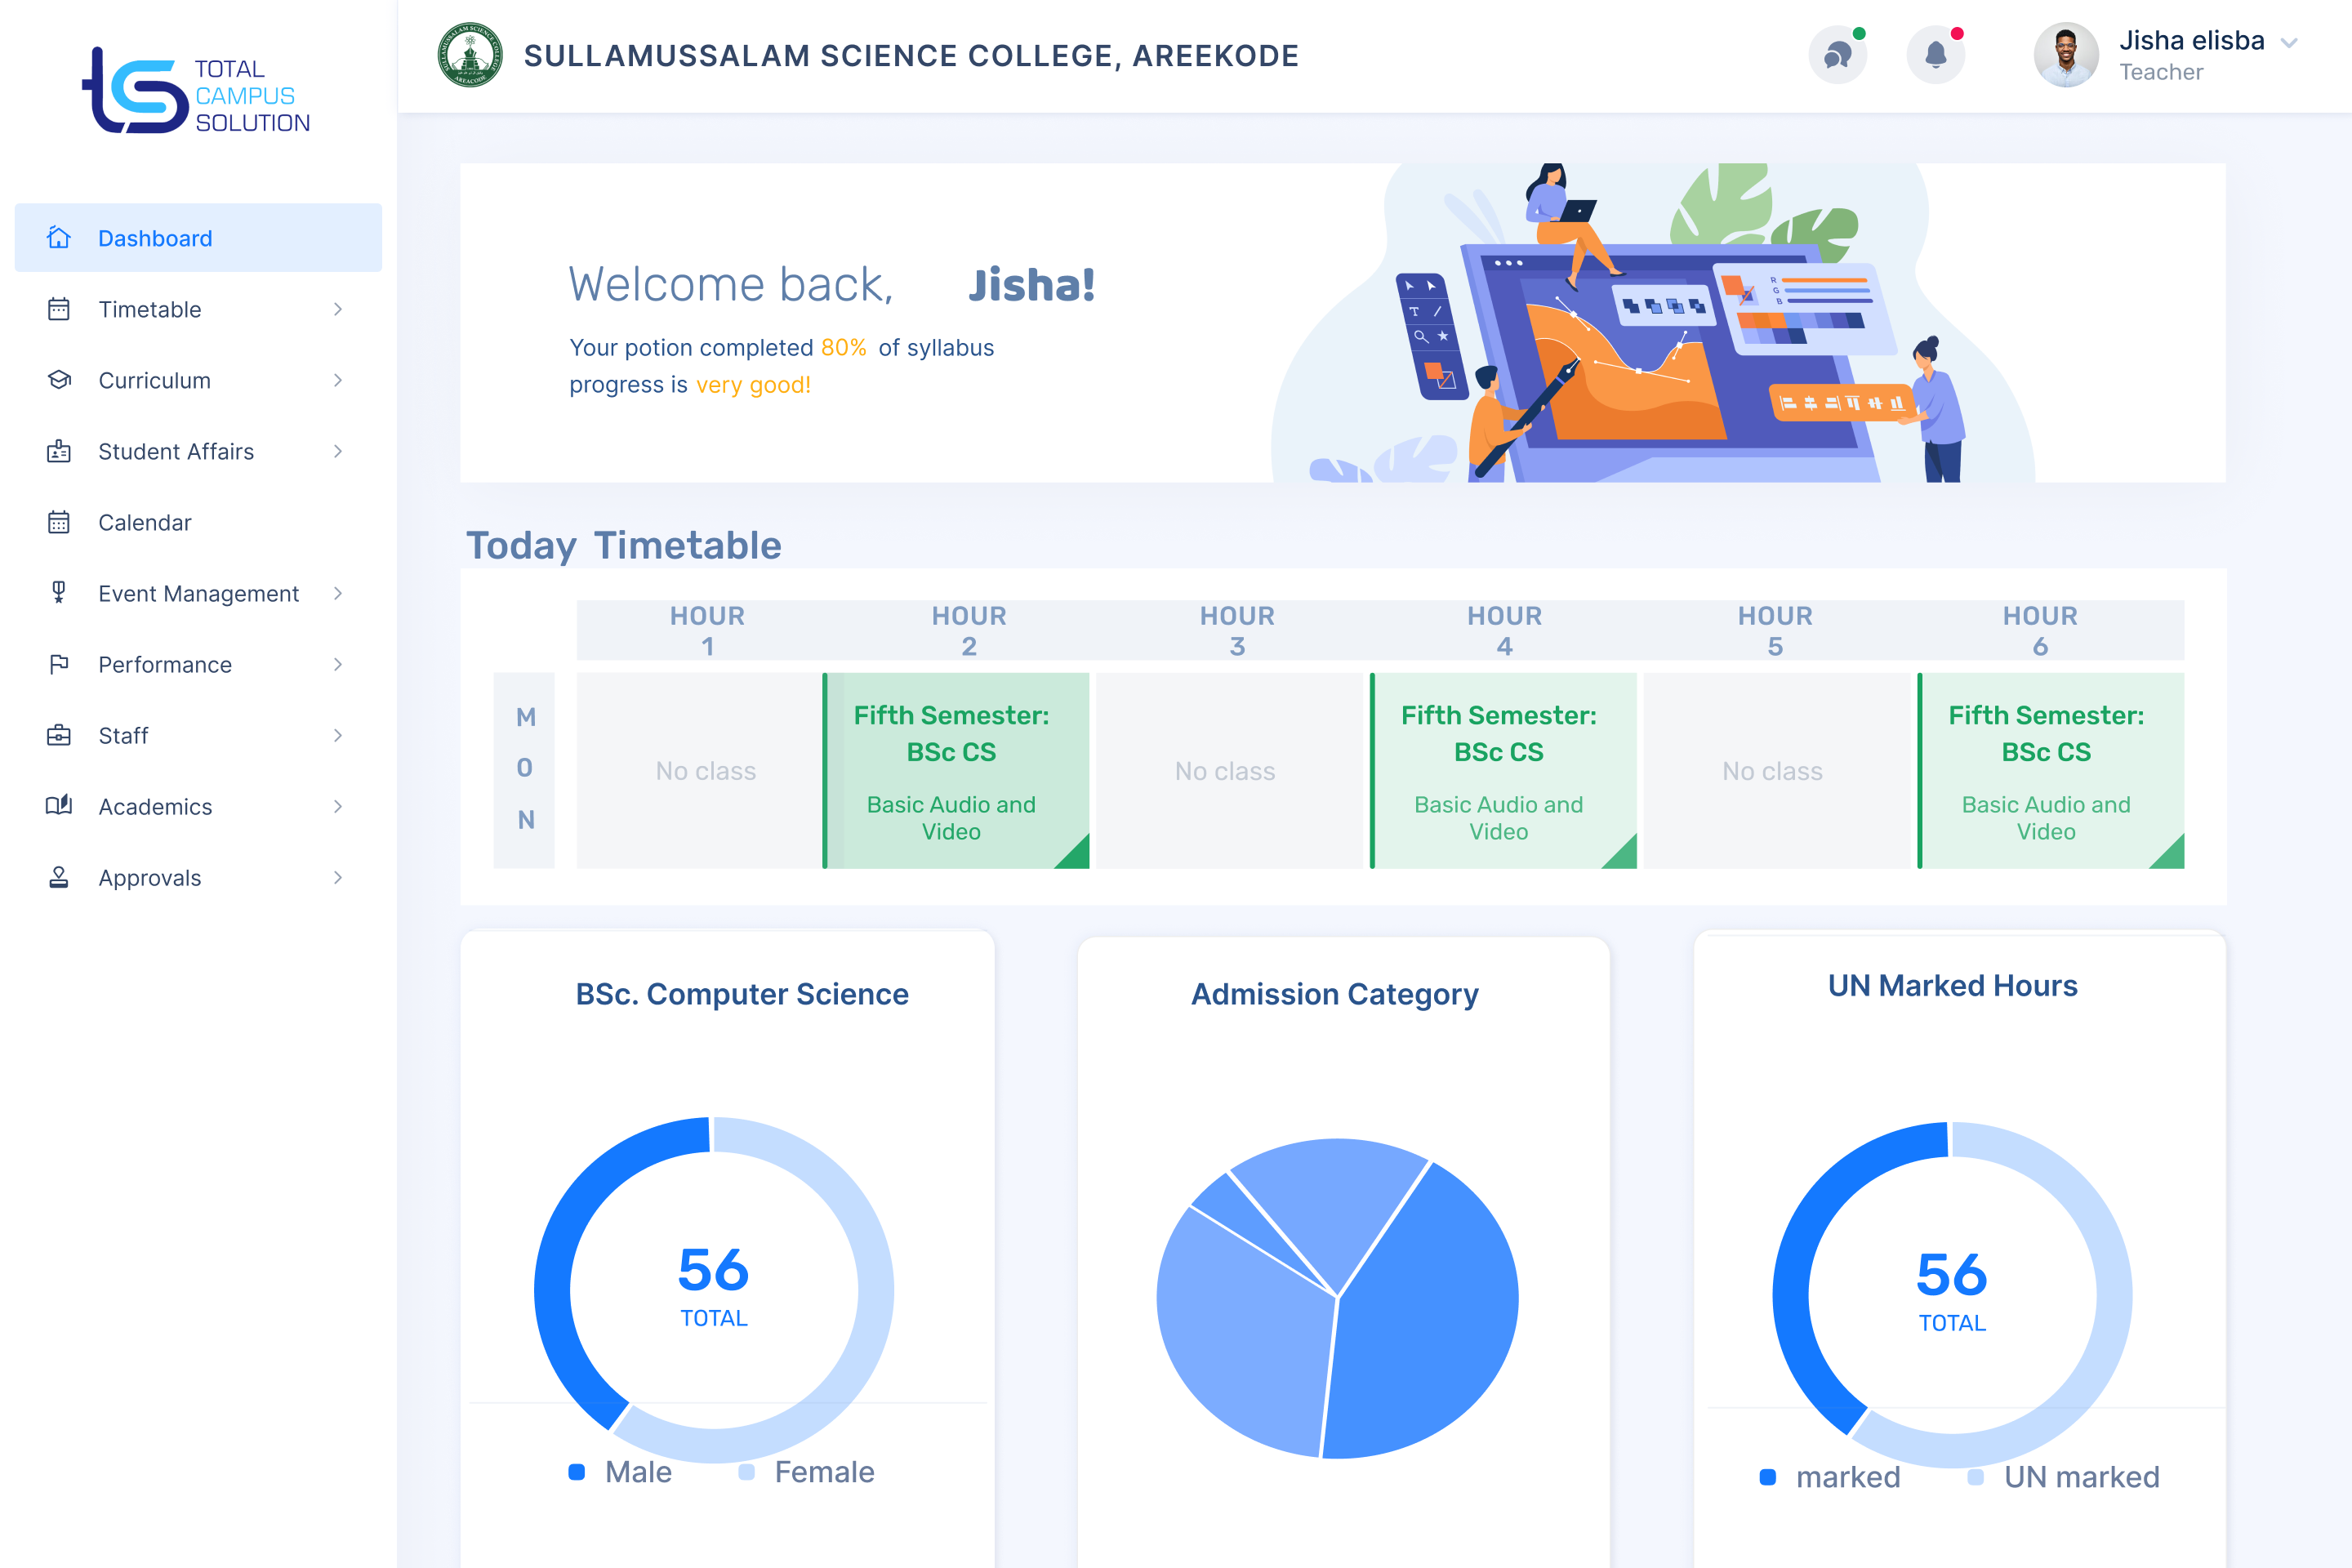 TOTAL
CAMPUS
SOLUTION
Dashboard
Timetable
Curriculum
Student Affairs
Calendar
Event Management
Performance
Staff
Academics
Approvals
SULLAMUSSALAM SCIENCE COLLEGE, AREEKODE
Jisha elisba
Teacher
Welcome back, Jisha!
Your potion completed 80% of syllabus
progress is very good!
R
G
B
T
Today Timetable
HOUR
1
HOUR
2
HOUR
3
HOUR
4
HOUR
5
HOUR
6
M
O
N
No class
Fifth Semester:
BSc CS
Basic Audio and
Video
No class
Fifth Semester:
BSc CS
Basic Audio and
Video
No class
Fifth Semester:
BSc CS
Basic Audio and
Video
BSc. Computer Science
56
TOTAL
Male
Female
Admission Category
UN Marked Hours
56
TOTAL
marked
UN marked